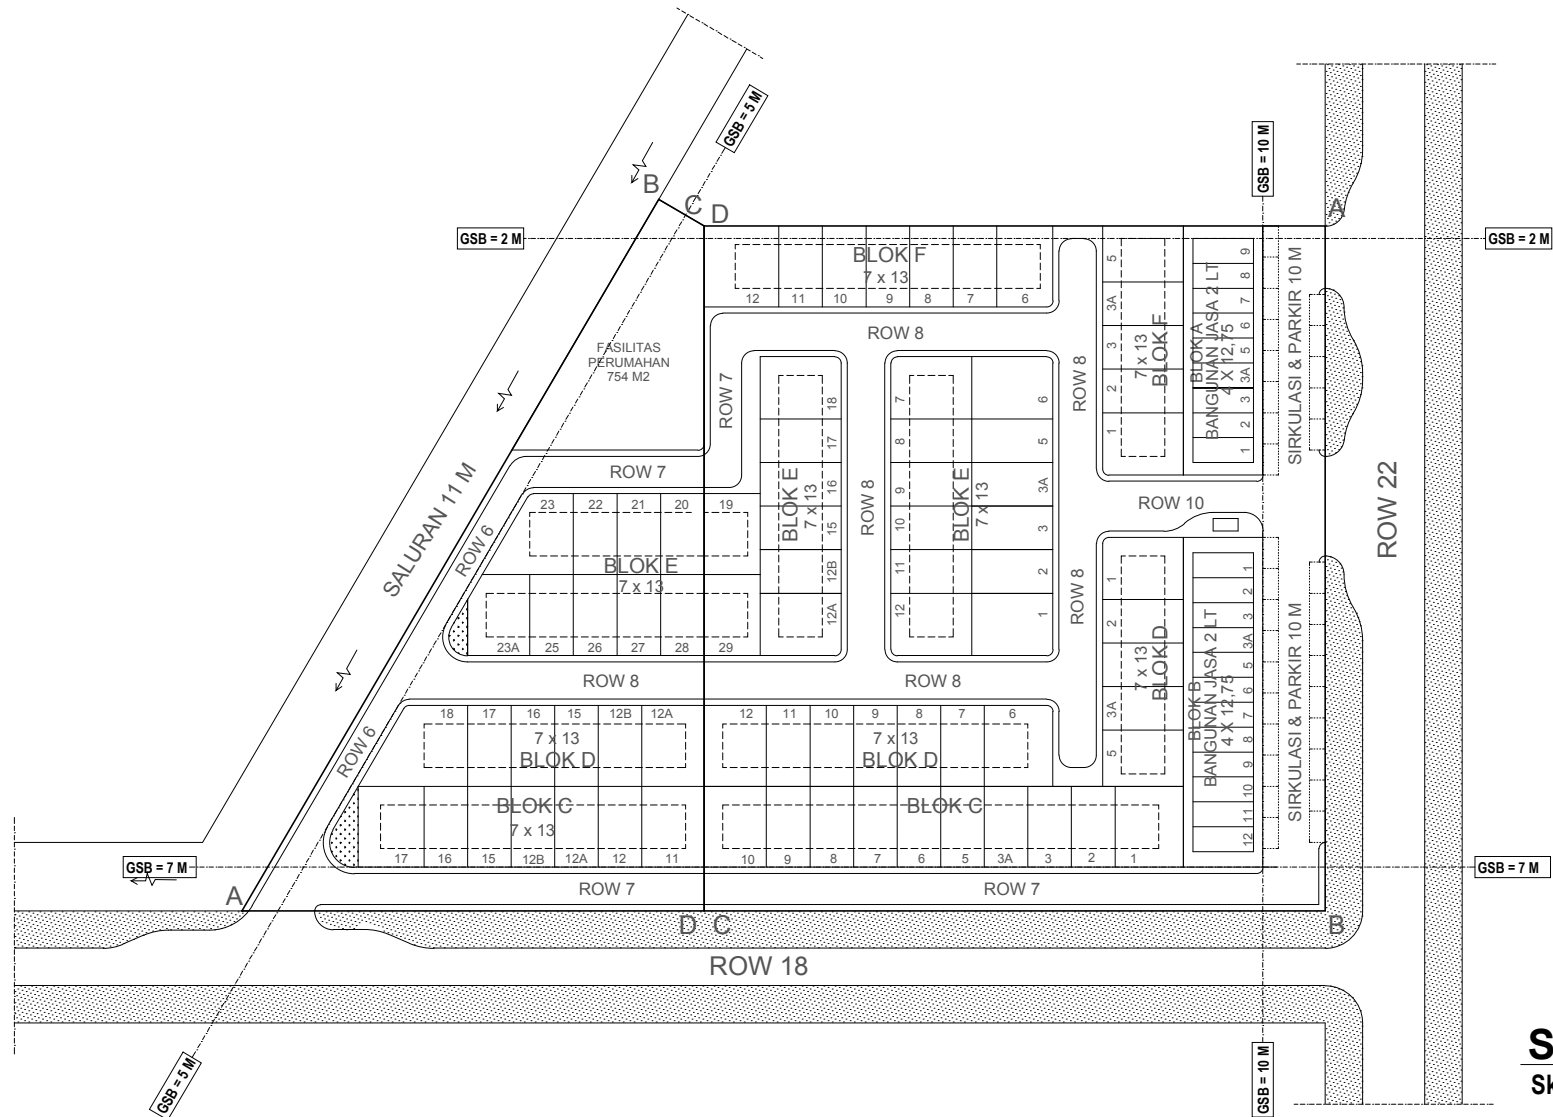 GSB = 5 M
GSB = 10 M
B
C
D
A
GSB = 2 M
GSB = 2 M
BLOK F
7 x 13
12
11
10
9
8
7
6
5
3A
3
2
1
7 x 13
BLOK F
BLOK A
BANGUNAN JASA 2 LT
4 X 12,75
9
8
7
6
5
3A
3
2
1
SIRKULASI & PARKIR 10 M
ROW 8
FASILITAS
PERUMAHAN
754 M2
ROW 7
ROW 8
18
17
16
15
12B
12A
BLOK E
7 x 13
7
8
9
10
11
12
6
5
3A
3
2
1
BLOK E
7 x 13
ROW 8
ROW 7
SALURAN 11 M
ROW 6
23
22
21
20
19
BLOK E
7 x 13
23A
25
26
27
28
29
ROW 10
ROW 22
ROW 8
1
2
3
3A
5
7 x 13
BLOK D
BLOK B
BANGUNAN JASA 2 LT
4 X 12,75
1
2
3
3A
5
6
7
8
9
10
11
12
SIRKULASI & PARKIR 10 M
ROW 8
ROW 8
ROW 6
18
17
16
15
12B
12A
7 x 13
BLOK D
12
11
10
9
8
7
6
7 x 13
BLOK D
BLOK C
7 x 13
17
16
15
12B
12A
12
11
BLOK C
10
9
8
7
6
5
3A
3
2
1
GSB = 7 M
GSB = 7 M
ROW 7
ROW 7
A
D
C
B
ROW 18
GSB = 5 M
GSB = 10 M
S
Sk